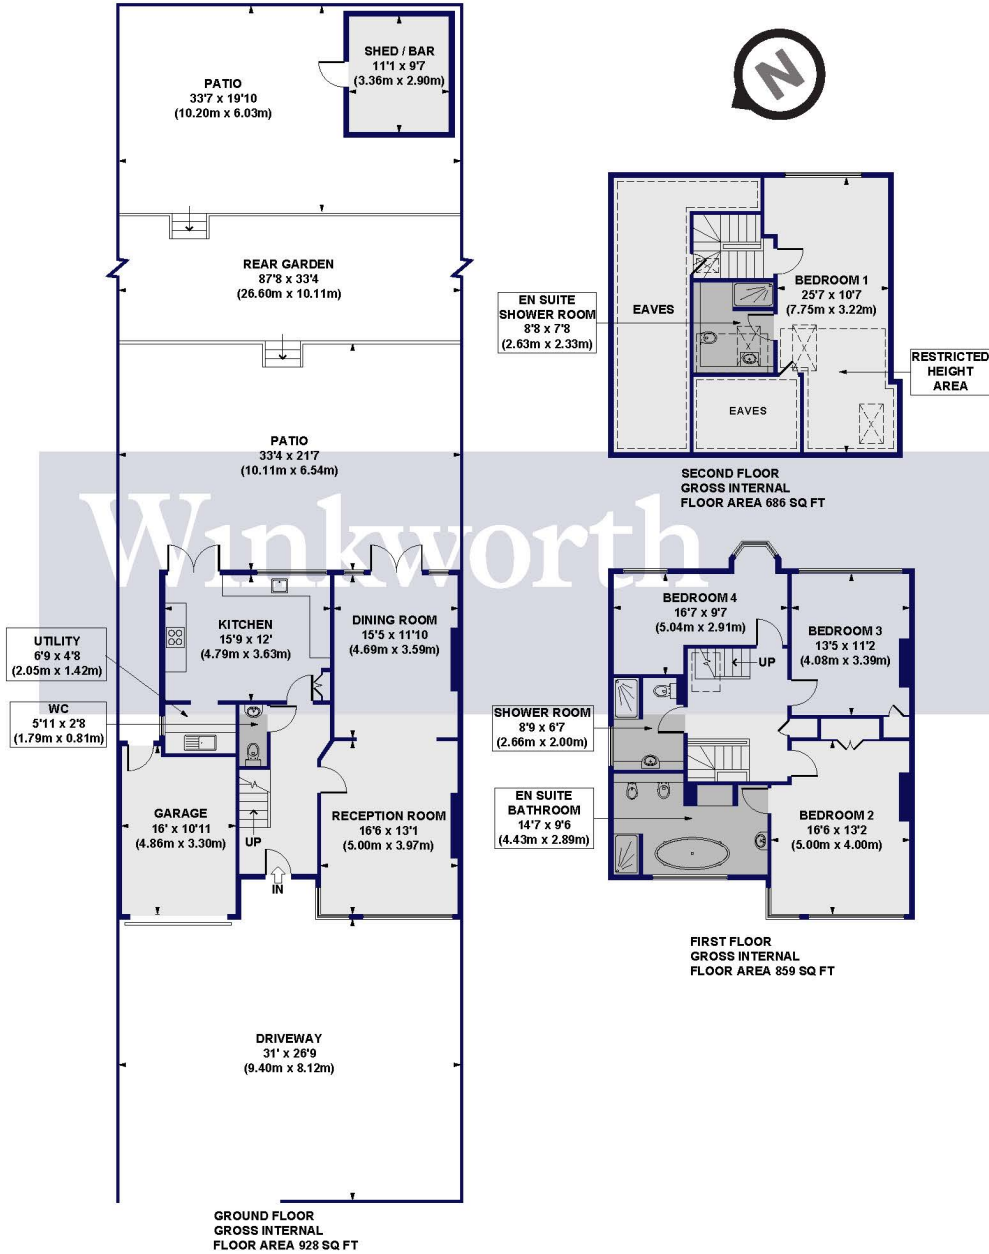 SHED / BAR
11'1 x 9'7
(3.36m x 2.90m)
PATIO
33'7 x 19'10
(10.20m x 6.03m)
N
REAR GARDEN
87'8 x 33'4
(26.60m x 10.11m)
EN SUITE
SHOWER ROOM
8'8 x 7'8
(2.63m x 2.33m)
EAVES
BEDROOM 1
25'7 x 10'7
(7.75m x 3.22m)
RESTRICTED
HEIGHT
AREA
EAVES
PATIO
33'4 x 21'7
(10.11m x 6.54m)
SECOND FLOOR
GROSS INTERNAL
FLOOR AREA 686 SQ FT
Winkworth
KITCHEN
15'9 x 12'
(4.79m x 3.63m)
DINING ROOM
15'5 x 11'10
(4.69m x 3.59m)
UTILITY
6'9 x 4'8
(2.05m x 1.42m)
WC
5'11 x 2'8
(1.79m x 0.81m)
BEDROOM 4
16'7 x 9'7
(5.04m x 2.91m)
BEDROOM 3
13'5 x 11'2
(4.08m x 3.39m)
UP
SHOWER ROOM
8'9 x 6'7
(2.66m x 2.00m)
EN SUITE
BATHROOM
14'7 x 9'6
(4.43m x 2.89m)
BEDROOM 2
16'6 x 13'2
(5.00m x 4.00m)
GARAGE
16' x 10'11
(4.86m x 3.30m)
RECEPTION ROOM
16'6 x 13'1
(5.00m x 3.97m)
UP
IN
FIRST FLOOR
GROSS INTERNAL
FLOOR AREA 859 SQ FT
DRIVEWAY
31' x 26'9
(9.40m x 8.12m)
GROUND FLOOR
GROSS INTERNAL
FLOOR AREA 928 SQ FT